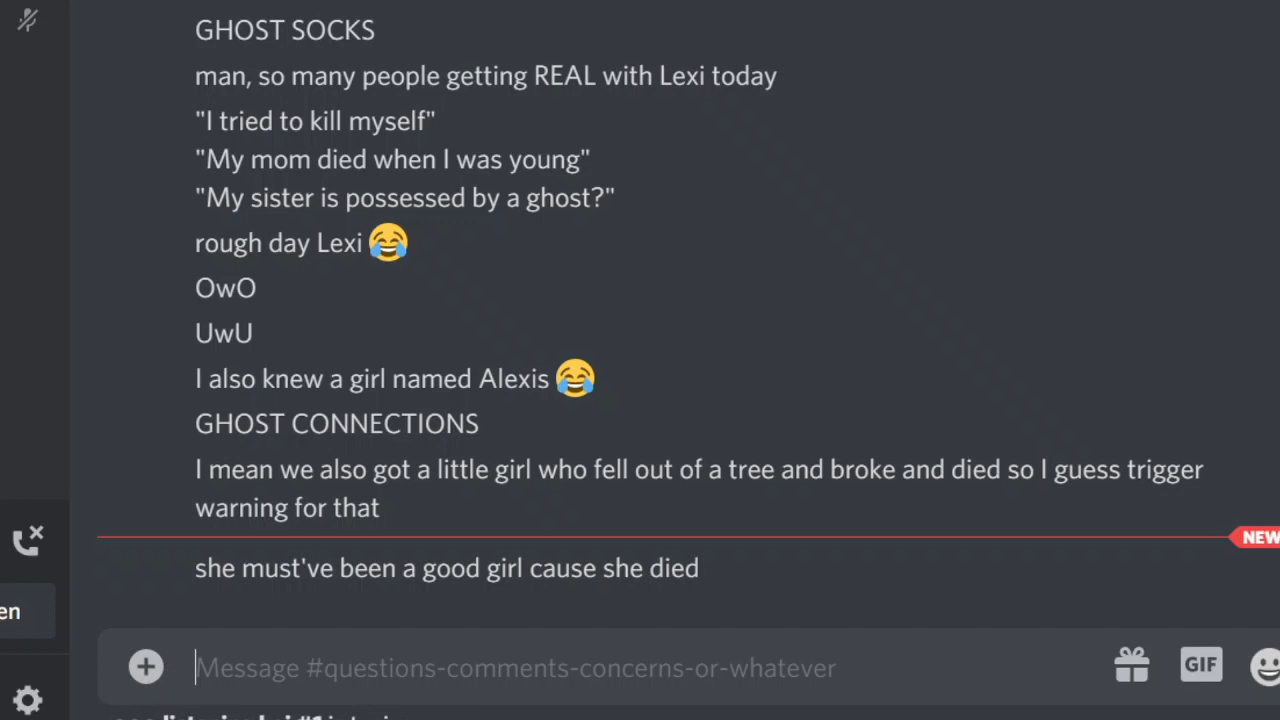 GHOST SOCKS
man, so many people getting REAL with Lexi today
"I tried to kill myself"
"My mom died when I was young"
"My sister is possessed by a ghost?"
rough day Lexi 😂
OwO
UwU
I also knew a girl named Alexis 😂
GHOST CONNECTIONS
I mean we also got a little girl who fell out of a tree and broke and died so I guess trigger
warning for that
NEW
she must've been a good girl cause she died
en
Message #questions-comments-concerns-or-whatever
GIF